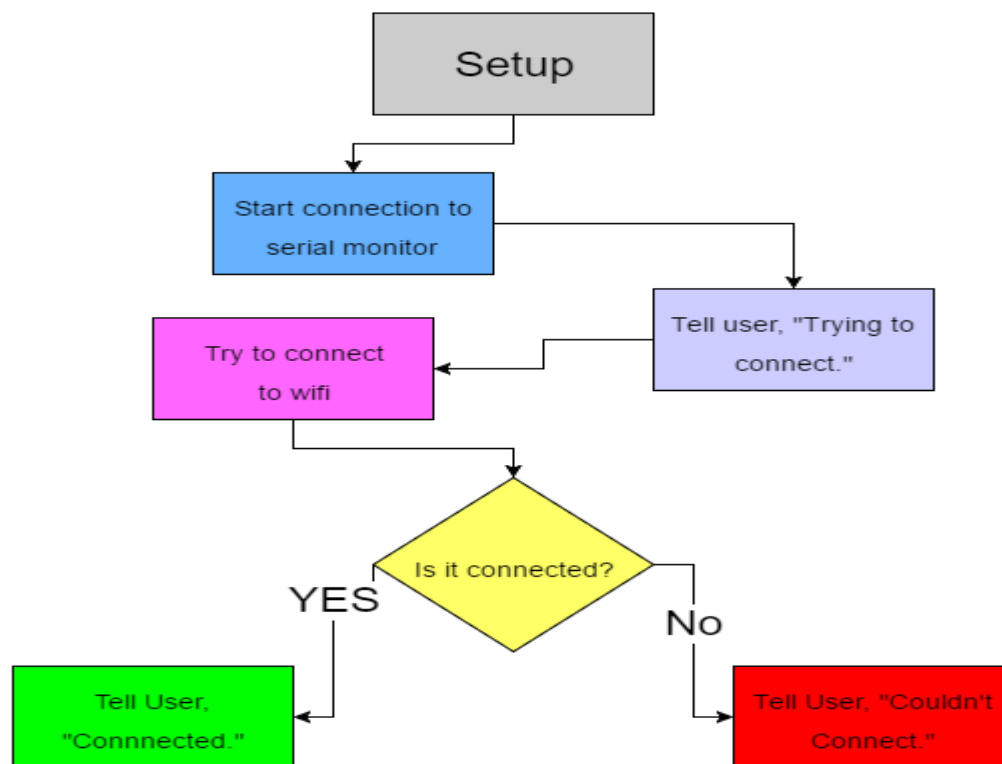 Setup
Start connection to
serial monitor
Tell user, "Trying to
connect."
Try to connect
to wifi
Is it connected?
YES
No
Tell User,
"Connnected."
Tell User, "Couldn't
Connect."